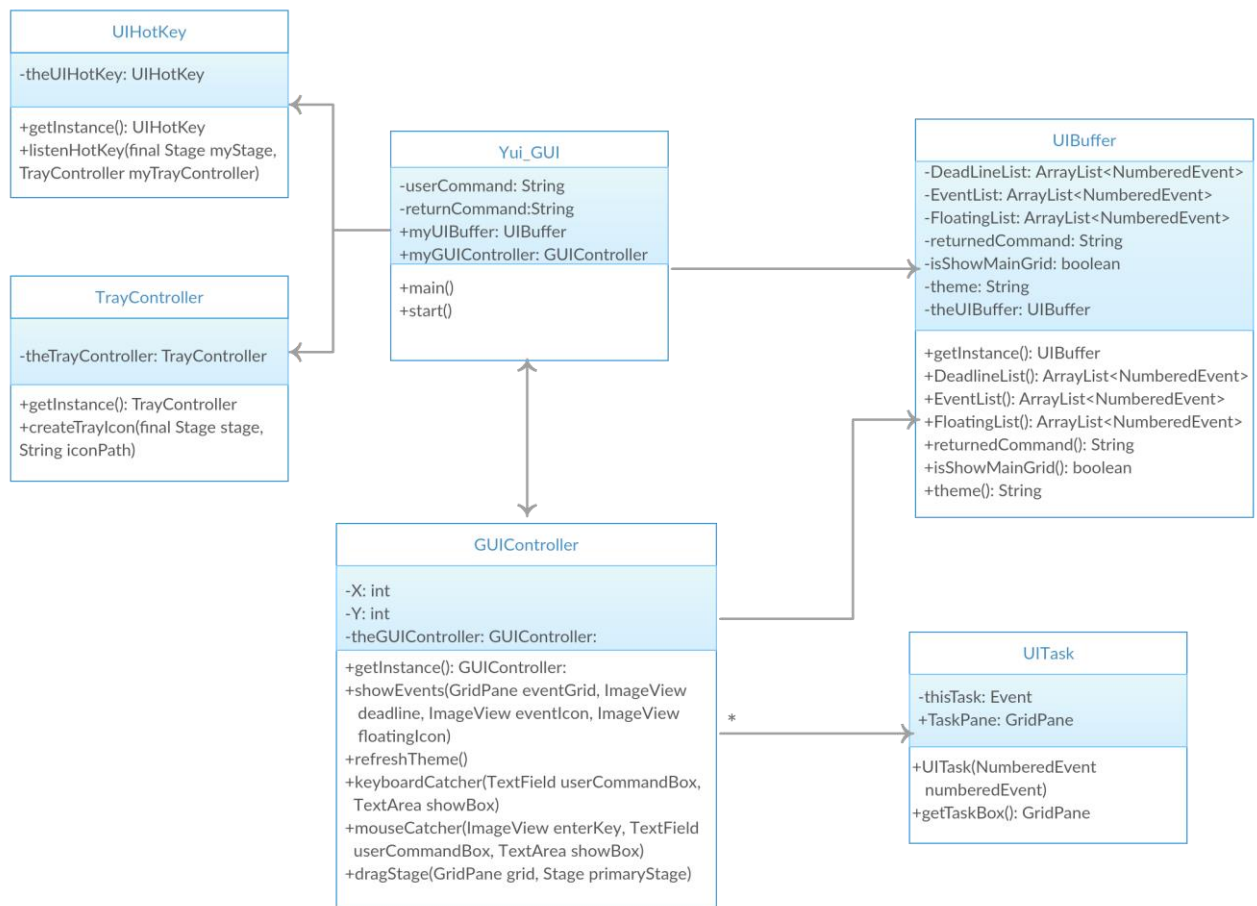 UIHotKey
-theUIHotKey: UIHotKey
+getInstance(): UIHotKey
+listenHotKey(final Stage myStage,
TrayController myTrayController)
TrayController
-theTrayController: TrayController
+getInstance(): TrayController
+createTrayIcon(final Stage stage,
String iconPath)
Yui_GUI
-userCommand: String
-returnCommand:String
+myUIBuffer: UIBuffer
+myGUIController: GUIController
+main()
+start()
UIBuffer
-DeadLineList: ArrayList<NumberedEvent>
-EventList: ArrayList<NumberedEvent>
-FloatingList: ArrayList<NumberedEvent>
-returnedCommand: String
-isShowMainGrid: boolean
-theme: String
-theUIBuffer: UIBuffer
+getInstance(): UIBuffer
+DeadlineList(): ArrayList<NumberedEvent>
+EventList(): ArrayList<NumberedEvent>
+FloatingList(): ArrayList<NumberedEvent>
+returnedCommand(): String
+isShowMainGrid(): boolean
+theme(): String
GUIController
-X: int
-Y: int
-theGUIController: GUIController:
+getInstance(): GUIController:
+showEvents(GridPane eventGrid, ImageView
deadline, ImageView eventIcon, ImageView
floatingIcon)
+refreshTheme()
+keyboardCatcher(TextField userCommandBox,
TextArea showBox)
+mouseCatcher(ImageView enterKey, TextField
userCommandBox, TextArea showBox)
+dragStage(GridPane grid, Stage primaryStage)
*
UITask
-thisTask: Event
+TaskPane: GridPane
+UITask(NumberedEvent
numberedEvent)
+getTaskBox(): GridPane